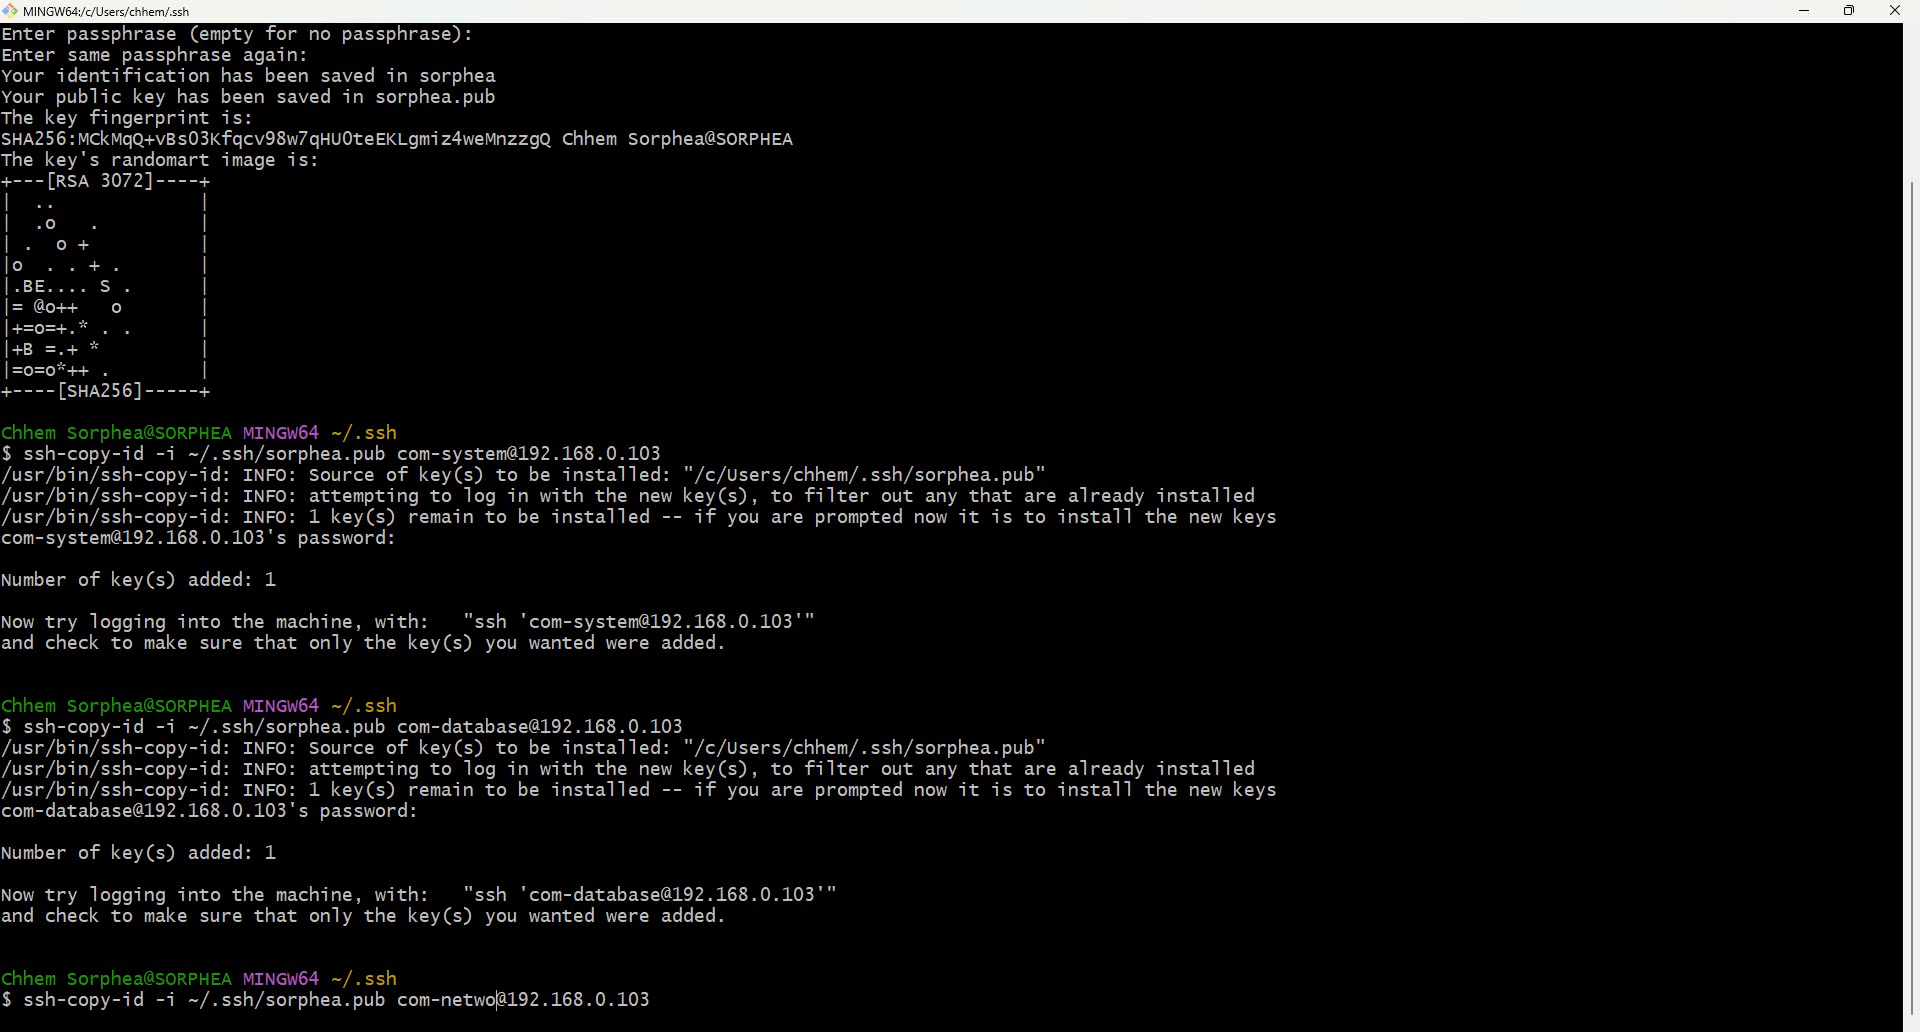 MINGW64:/c/Users/chhem/.ssh
Enter passphrase (empty for no passphrase):
Enter same passphrase again:
Your identification has been saved in sorphea
Your public key has been saved in sorphea.pub
The key fingerprint is:
SHA256:MCkMqQ+vBs03Kfqcv98w7qHU0teEKLgmiz4weMnzzgQ Chhem Sorphea@SORPHEA
The key's randomart image is:
+---[RSA 3072]----+
|  ..             |
|  .o   .         |
| .  o +          |
|o  . . + .       |
|.BE.... S .      |
|= @o++   o       |
|+=o=+.* . .      |
|+B =.+ *         |
|=o=o*++ .        |
+----[SHA256]-----+
Chhem Sorphea@SORPHEA MINGW64 ~/.ssh
$ ssh-copy-id -i ~/.ssh/sorphea.pub com-system@192.168.0.103
/usr/bin/ssh-copy-id: INFO: Source of key(s) to be installed: "/c/Users/chhem/.ssh/sorphea.pub"
/usr/bin/ssh-copy-id: INFO: attempting to log in with the new key(s), to filter out any that are already installed
/usr/bin/ssh-copy-id: INFO: 1 key(s) remain to be installed -- if you are prompted now it is to install the new keys
com-system@192.168.0.103's password:
Number of key(s) added: 1
Now try logging into the machine, with:   "ssh 'com-system@192.168.0.103'"
and check to make sure that only the key(s) you wanted were added.
Chhem Sorphea@SORPHEA MINGW64 ~/.ssh
$ ssh-copy-id -i ~/.ssh/sorphea.pub com-database@192.168.0.103
/usr/bin/ssh-copy-id: INFO: Source of key(s) to be installed: "/c/Users/chhem/.ssh/sorphea.pub"
/usr/bin/ssh-copy-id: INFO: attempting to log in with the new key(s), to filter out any that are already installed
/usr/bin/ssh-copy-id: INFO: 1 key(s) remain to be installed -- if you are prompted now it is to install the new keys
com-database@192.168.0.103's password:
Number of key(s) added: 1
Now try logging into the machine, with:   "ssh 'com-database@192.168.0.103'"
and check to make sure that only the key(s) you wanted were added.
Chhem Sorphea@SORPHEA MINGW64 ~/.ssh
$ ssh-copy-id -i ~/.ssh/sorphea.pub com-netwo@192.168.0.103